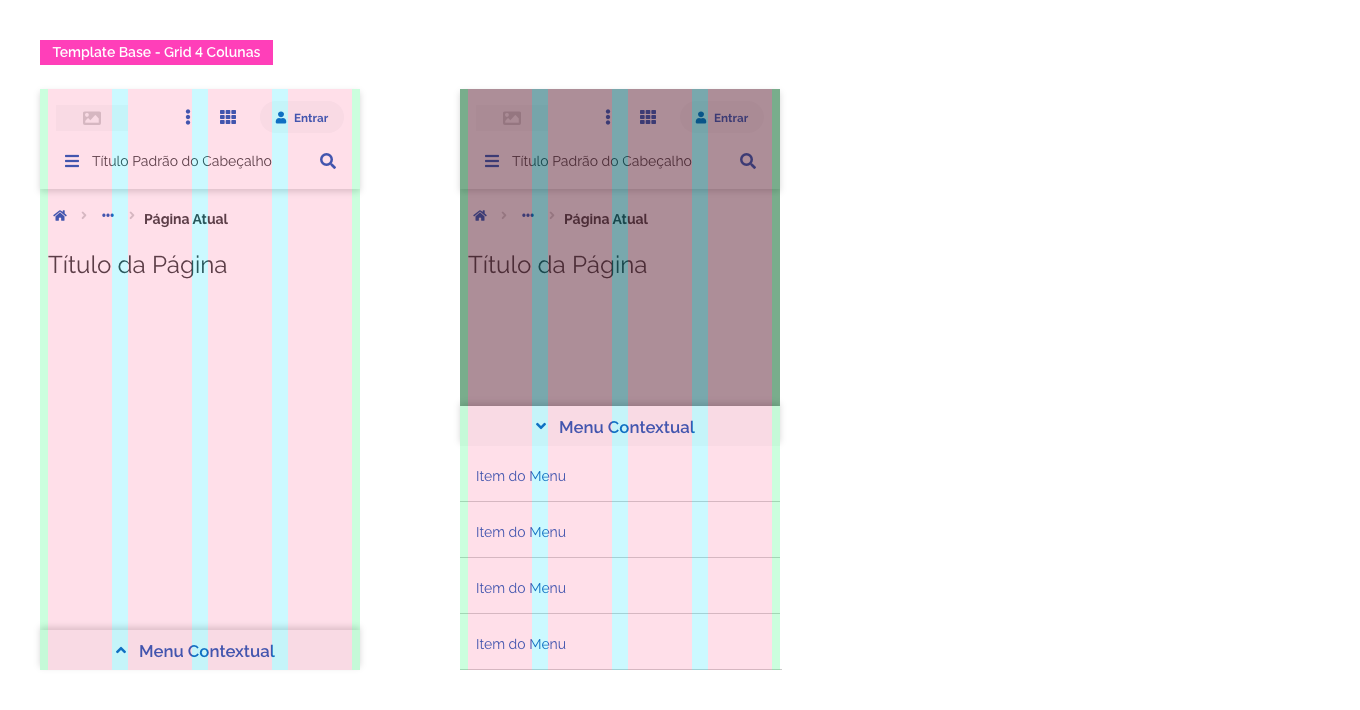 Template Base - Grid 4 Colunas
Entrar
Título Padrão do Cabeçalho
Página Atual
Título da Página
Menu Contextual
Entrar
Título Padrão do Cabeçalho
Página Atual
Título da Página
Menu Contextual
Item do Menu
Item do Menu
Item do Menu
Item do Menu